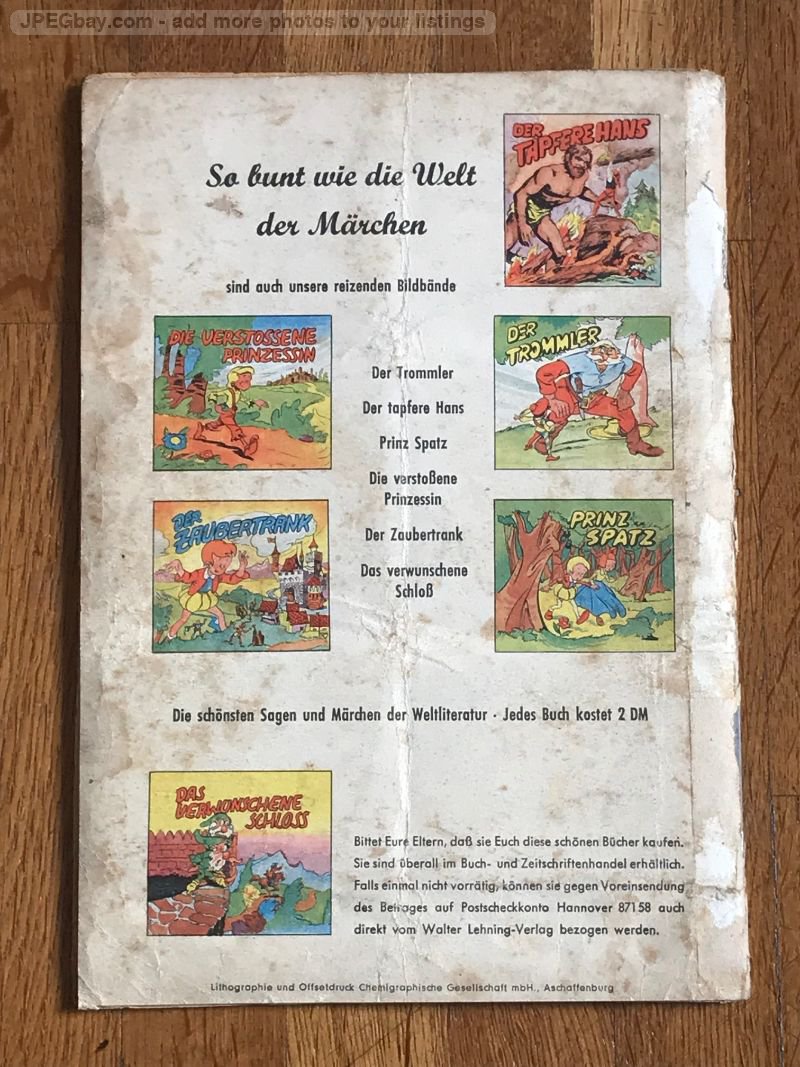 JPEGbay.com - add more photos to your listings
So bunt wie die Welt
der Märchen
sind auch unsere reizenden Bildbände
DER
TAPFERE HANS
DIE VERSTOSSENE
PRINZESSIN
DER
TROMMLER
Der Trommler
Der tapfere Hans
Prinz Spatz
Die verstoßene
Prinzessin
Der Zaubertrank
Das verwunschene
Schloß
DER
ZAUBERTRANK
PRINZ
SPATZ
Die schönsten Sagen und Märchen der Weltliteratur · Jedes Buch kostet 2 DM
DAS
VERWUNSCHENE
SCHLOSS
Bittet Eure Eltern, daß sie Euch diese schönen Bücher kaufen.
Sie sind überall im Buch- und Zeitschriftenhandel erhältlich.
Falls einmal nicht vorrätig, können sie gegen Voreinsendung
des Betrages auf Postscheckkonto Hannover 87158 auch
direkt vom Walter Lehning-Verlag bezogen werden.
Lithographie und Offsetdruck Chemigraphische Gesellschaft mbH., Aschaffenburg